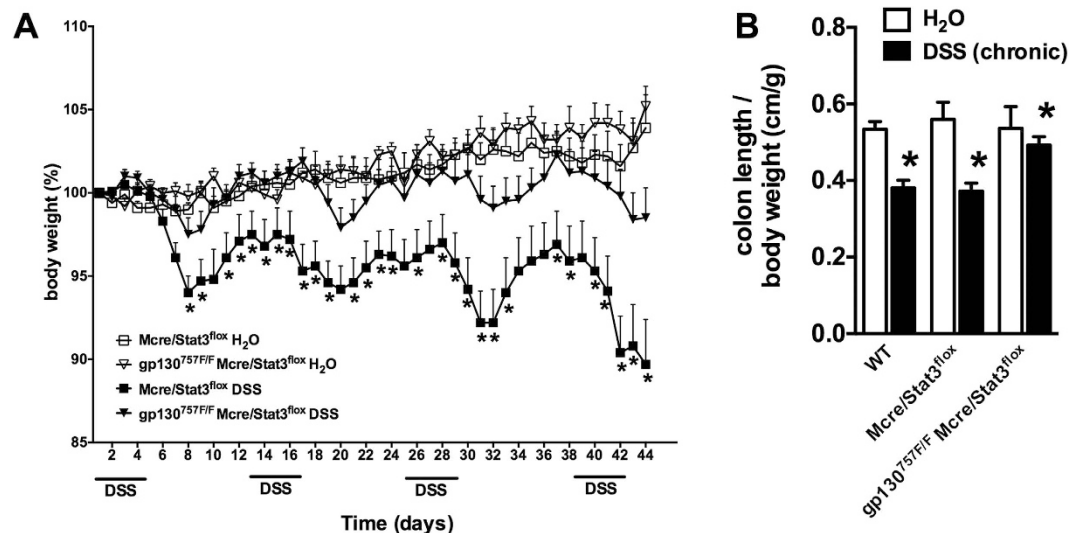 A
body weight (%)
110
105
100
95
90
85
Mcre/Stat3flox H2O
gp130757F/F Mcre/Stat3flox H2O
Mcre/Stat3flox DSS
gp130757F/F Mcre/Stat3flox DSS
* * * * * * * * * * * * * * * * * * * * * * * * * * * * * *
2 4 6 8 10 12 14 16 18 20 22 24 26 28 30 32 34 36 38 40 42 44
DSS DSS DSS DSS
Time (days)
B
H2O
DSS (chronic)
colon length /
body weight (cm/g)
0.8
0.6
0.4
0.2
0.0
* * *
WT
Mcre/Stat3flox
gp130757F/F Mcre/Stat3flox